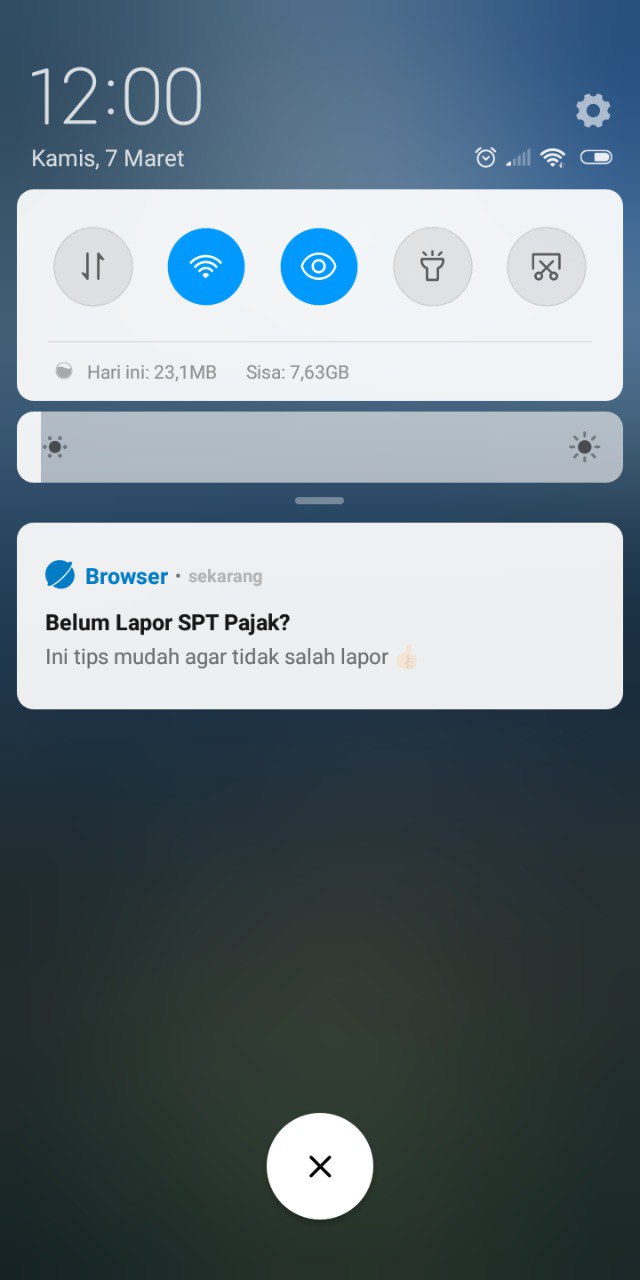 12:00
Kamis, 7 Maret
Hari ini: 23,1MB Sisa: 7,63GB
Browser • sekarang
Belum Lapor SPT Pajak?
Ini tips mudah agar tidak salah lapor 👍🏻